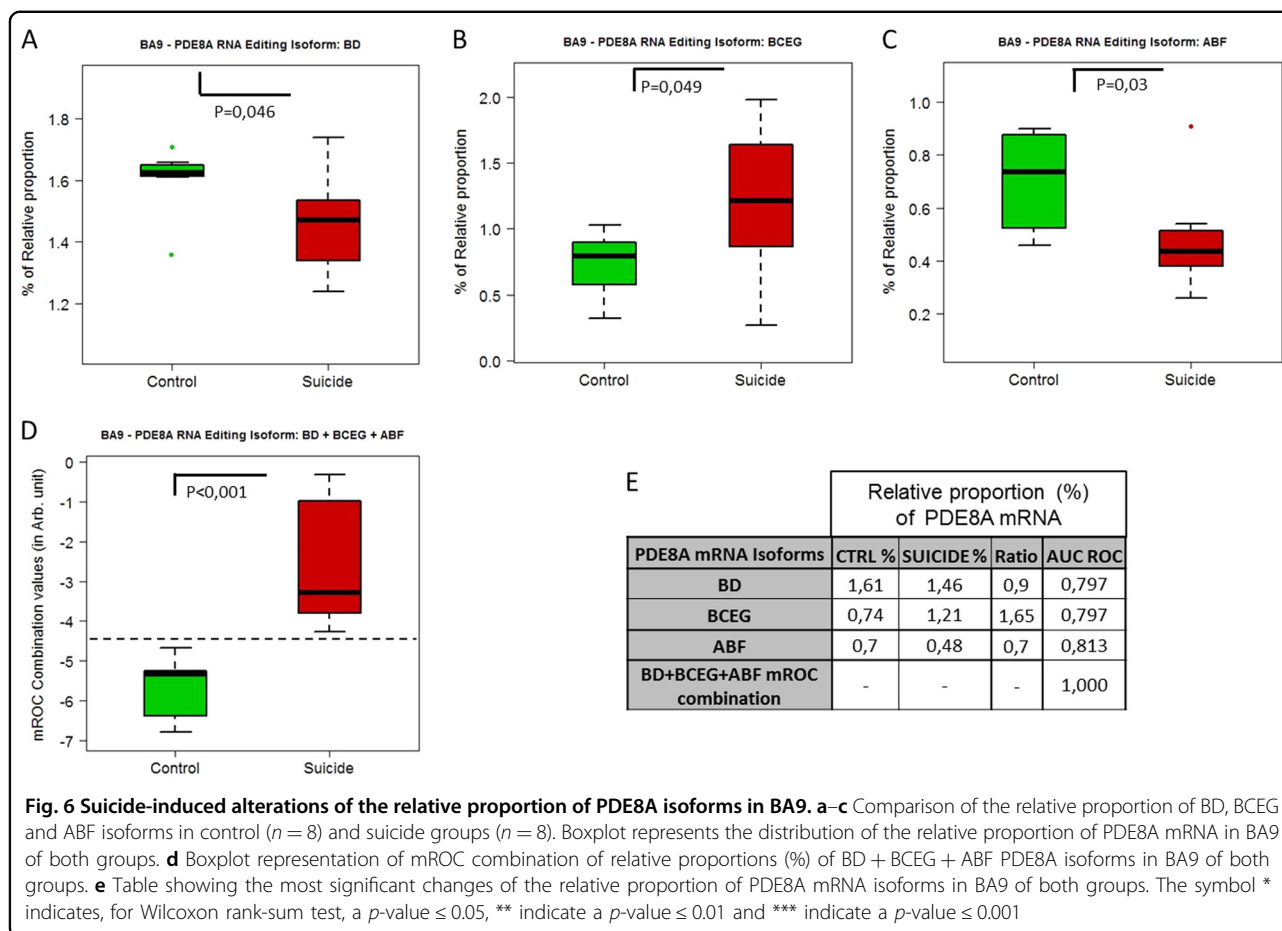 A
BA9 - PDE8A RNA Editing Isoform: BD
% of Relative proportion
1.8
1.6
1.4
1.2
P=0,046
Control
Suicide
B
BA9 - PDE8A RNA Editing Isoform: BCEG
% of Relative proportion
2.0
1.5
1.0
0.5
0.0
P=0,049
Control
Suicide
C
BA9 - PDE8A RNA Editing Isoform: ABF
% of Relative proportion
1.0
0.8
0.6
0.4
0.2
P=0,03
Control
Suicide
D
BA9 - PDE8A RNA Editing Isoform: BD + BCEG + ABF
mROC Combination values (in Arb. unit)
0
-1
-2
-3
-4
-5
-6
-7
P<0,001
Control
Suicide
E
Relative proportion (%)
of PDE8A mRNA
PDE8A mRNA Isoforms CTRL % SUICIDE % Ratio AUC ROC
BD 1,61 1,46 0,9 0,797
BCEG 0,74 1,21 1,65 0,797
ABF 0,7 0,48 0,7 0,813
BD+BCEG+ABF mROC
combination - - - 1,000
Fig. 6 Suicide-induced alterations of the relative proportion of PDE8A isoforms in BA9. a–c Comparison of the relative proportion of BD, BCEG
and ABF isoforms in control (n = 8) and suicide groups (n = 8). Boxplot represents the distribution of the relative proportion of PDE8A mRNA in BA9
of both groups. d Boxplot representation of mROC combination of relative proportions (%) of BD + BCEG + ABF PDE8A isoforms in BA9 of both
groups. e Table showing the most significant changes of the relative proportion of PDE8A mRNA isoforms in BA9 of both groups. The symbol *
indicates, for Wilcoxon rank-sum test, a p-value ≤ 0.05, ** indicate a p-value ≤ 0.01 and *** indicate a p-value ≤ 0.001